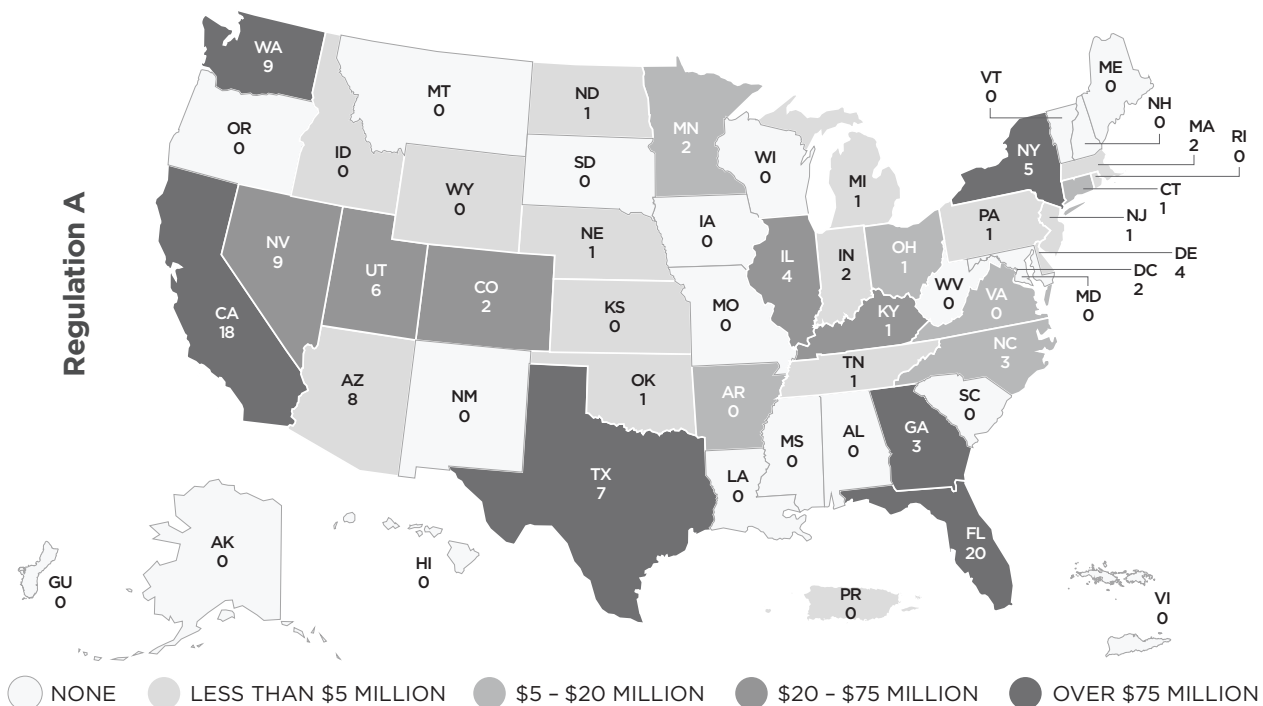 Regulation A
WA
9
OR
0
ID
0
MT
0
ND
1
MN
2
SD
0
WI
0
WY
0
MI
1
NE
1
IA
0
NV
9
UT
6
CO
2
CA
18
KS
0
MO
0
IL
4
IN
2
OH
1
PA
1
NY
5
VT
0
ME
0
NH
0
MA
2
RI
0
CT
1
NJ
1
DE
4
DC
2
MD
0
WV
0
VA
0
KY
1
NC
3
TN
1
SC
0
AZ
8
NM
0
OK
1
AR
0
TX
7
LA
0
MS
0
AL
0
GA
3
FL
20
AK
0
HI
0
GU
0
PR
0
VI
0
NONE
LESS THAN $5 MILLION
$5 – $20 MILLION
$20 – $75 MILLION
OVER $75 MILLION